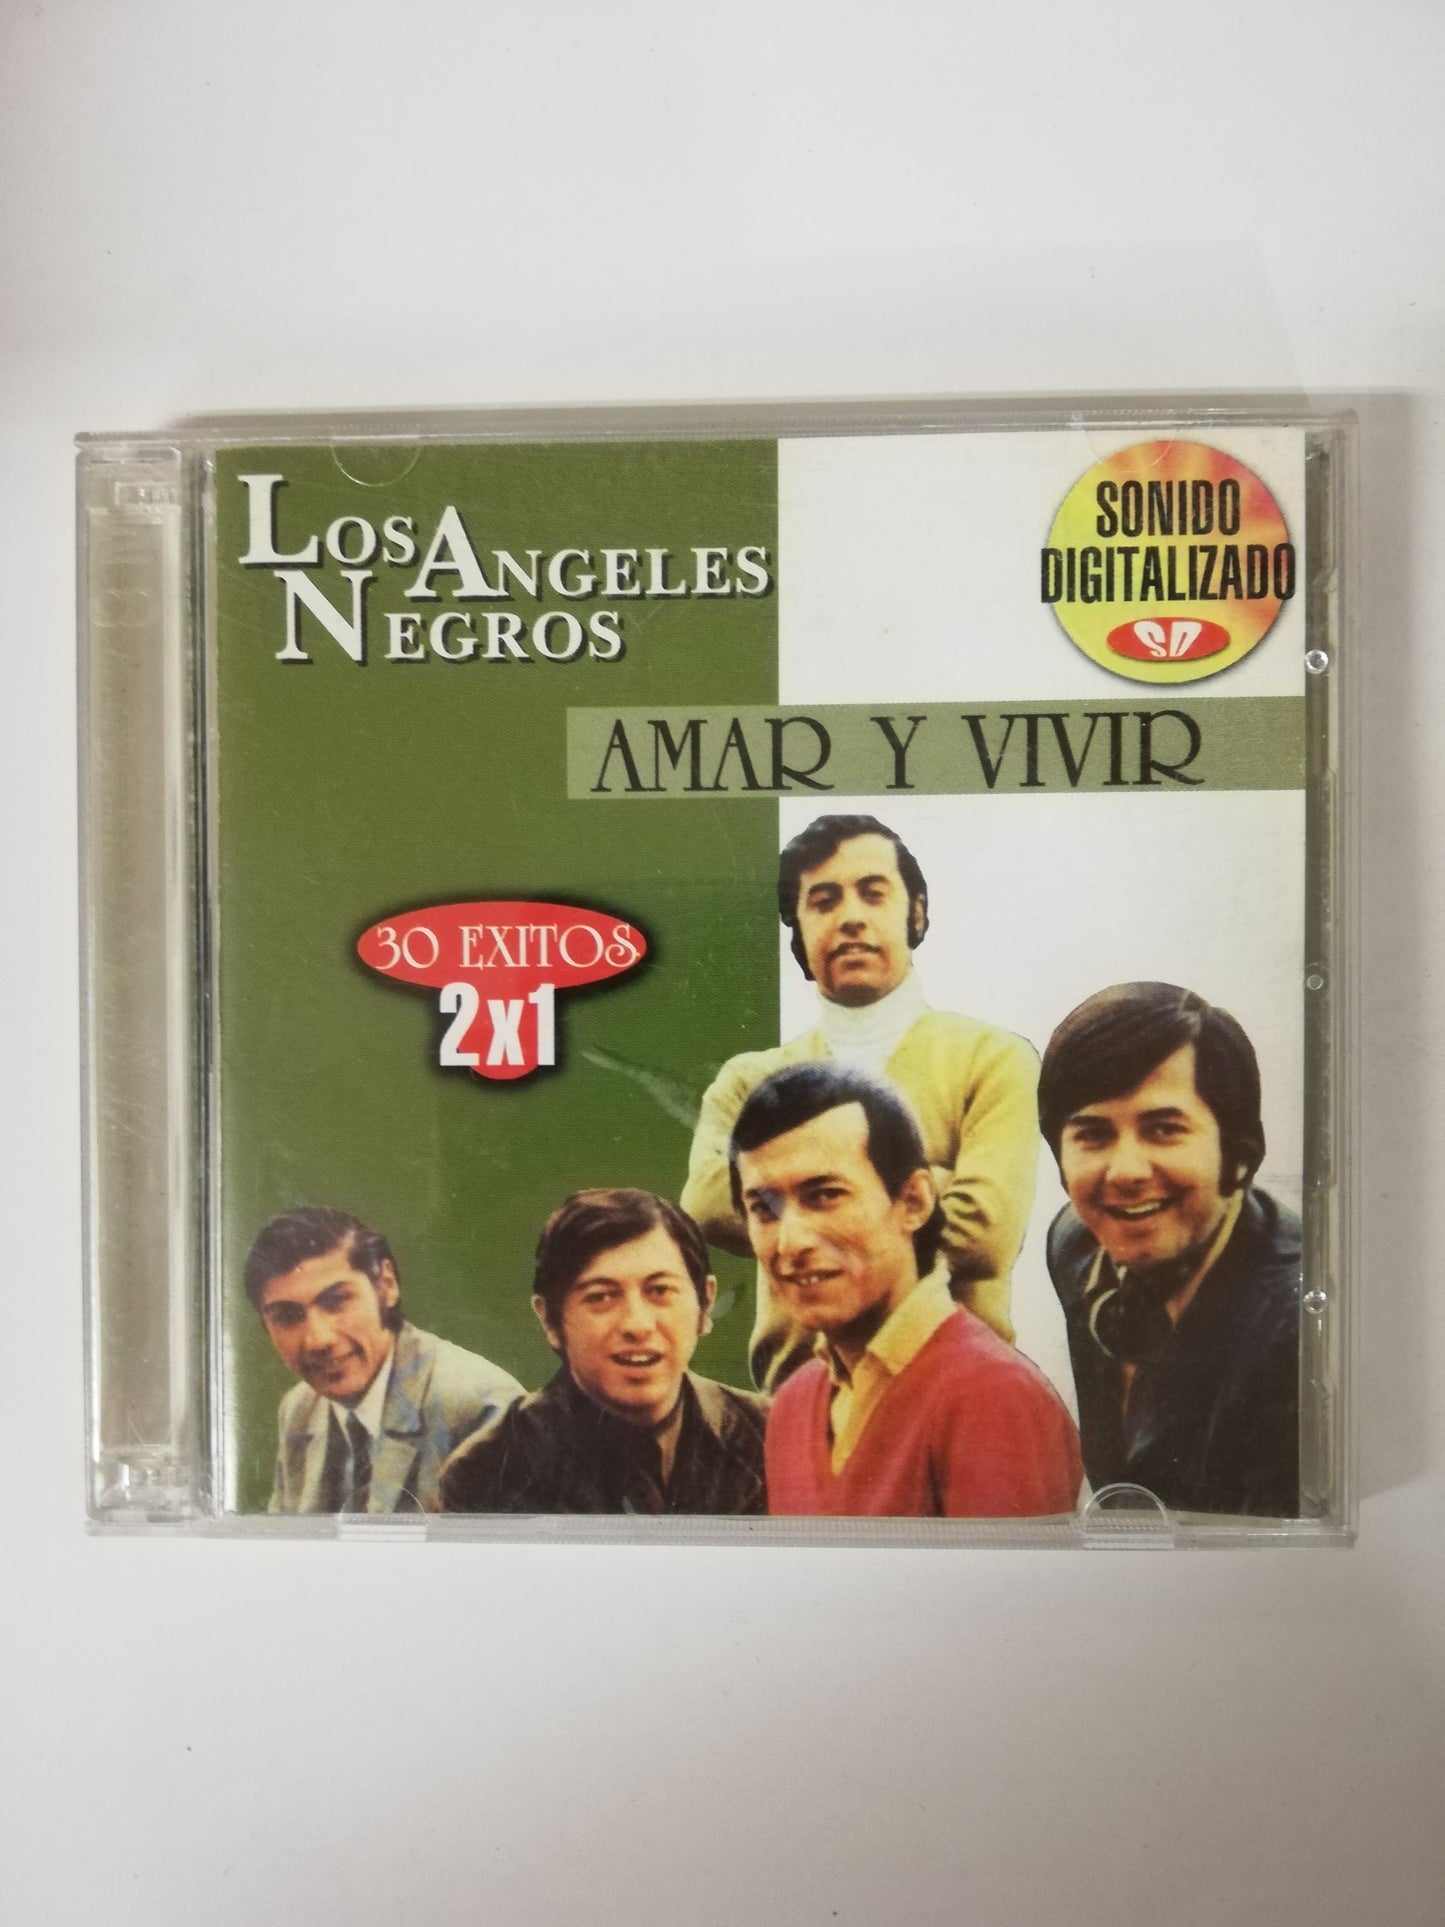 LOS ANGELES
NEGROS
SONIDO
DIGITALIZADO
SD
AMAR Y VIVIR
30 EXITOS
2x1